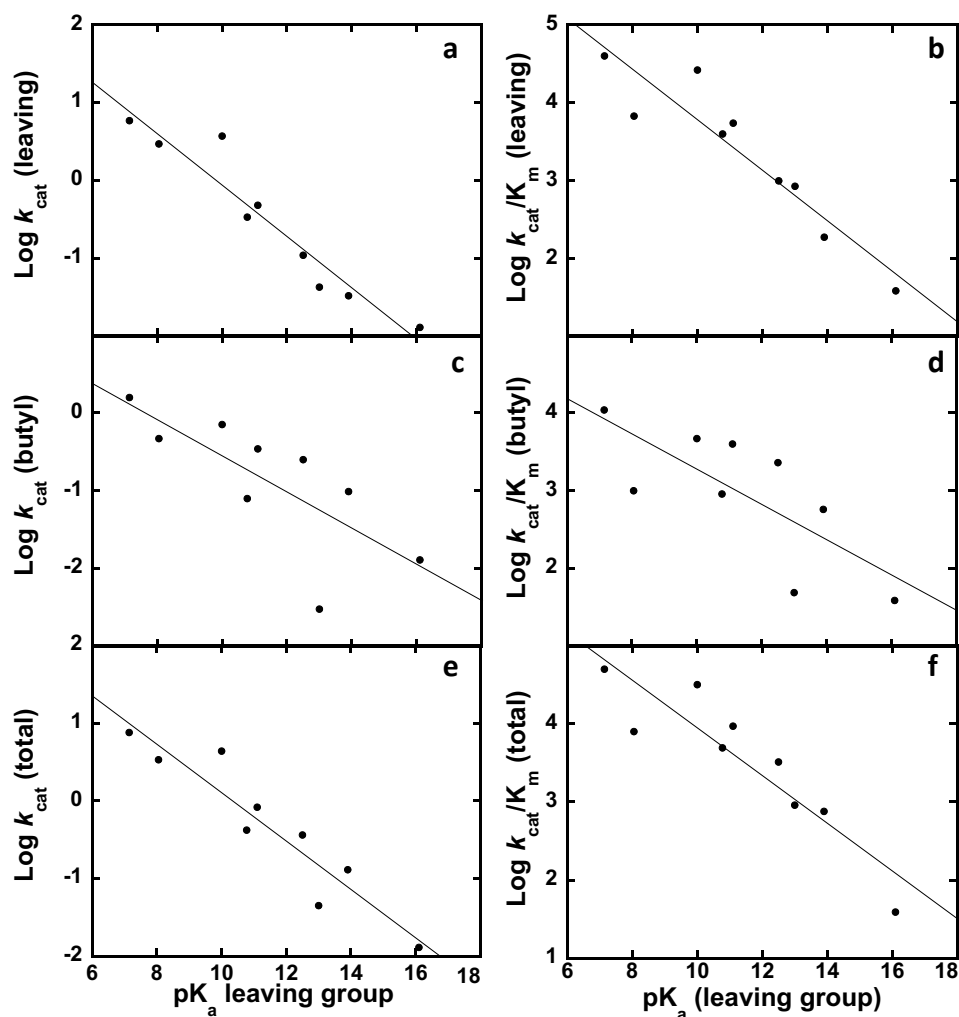 2
1
0
-1
Log kcat (leaving)
a
5
4
3
2
Log kcat/Km (leaving)
b
0
-1
-2
2
Log kcat (butyl)
c
4
3
2
Log kcat/Km (butyl)
d
1
0
-1
-2
Log kcat (total)
e
4
3
2
1
Log kcat/Km (total)
f
6 8 10 12 14 16 18
pKa leaving group
6 8 10 12 14 16 18
pKa (leaving group)